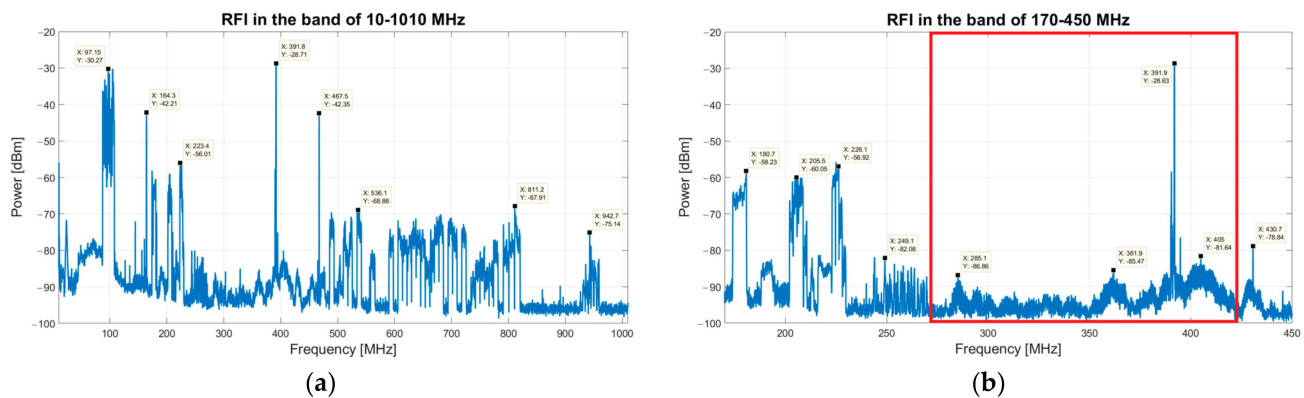 RFI in the band of 10-1010 MHz
Power [dBm]
-20
-30
-40
-50
-60
-70
-80
-90
-100
X: 97.15
Y: -30.27
X: 164.3
Y: -42.21
X: 223.4
Y: -56.01
X: 391.8
Y: -28.71
X: 467.5
Y: -42.35
X: 536.1
Y: -68.88
X: 811.2
Y: -67.91
X: 942.7
Y: -75.14
100 200 300 400 500 600 700 800 900 1000
Frequency [MHz]
(a)
RFI in the band of 170-450 MHz
Power [dBm]
-20
-30
-40
-50
-60
-70
-80
-90
-100
X: 180.7
Y: -58.23
X: 205.5
Y: -60.05
X: 226.1
Y: -56.92
X: 249.1
Y: -82.08
X: 285.1
Y: -86.86
X: 361.9
Y: -85.47
X: 391.9
Y: -28.63
X: 405
Y: -81.64
X: 430.7
Y: -78.84
200 250 300 350 400 450
Frequency [MHz]
(b)